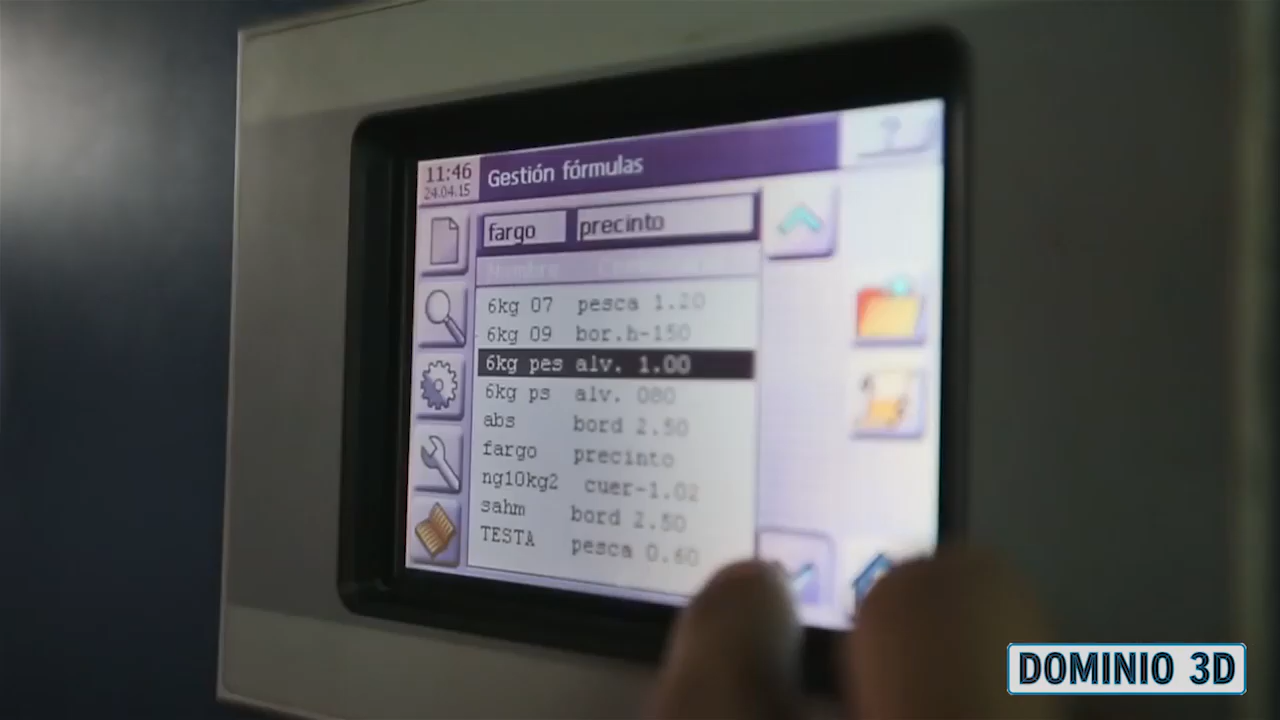 11:46
24.04.15
Gestión fórmulas
fargo precinto
6kg 07 pesca 1.20
6kg 09 bor.h-150
6kg pes alv. 1.00
6kg ps alv. 080
abs bord 2.50
fargo precinto
ng10kg2 cuer-1.02
sahm bord 2.50
TESTA pesca 0.60
DOMINIO 3D